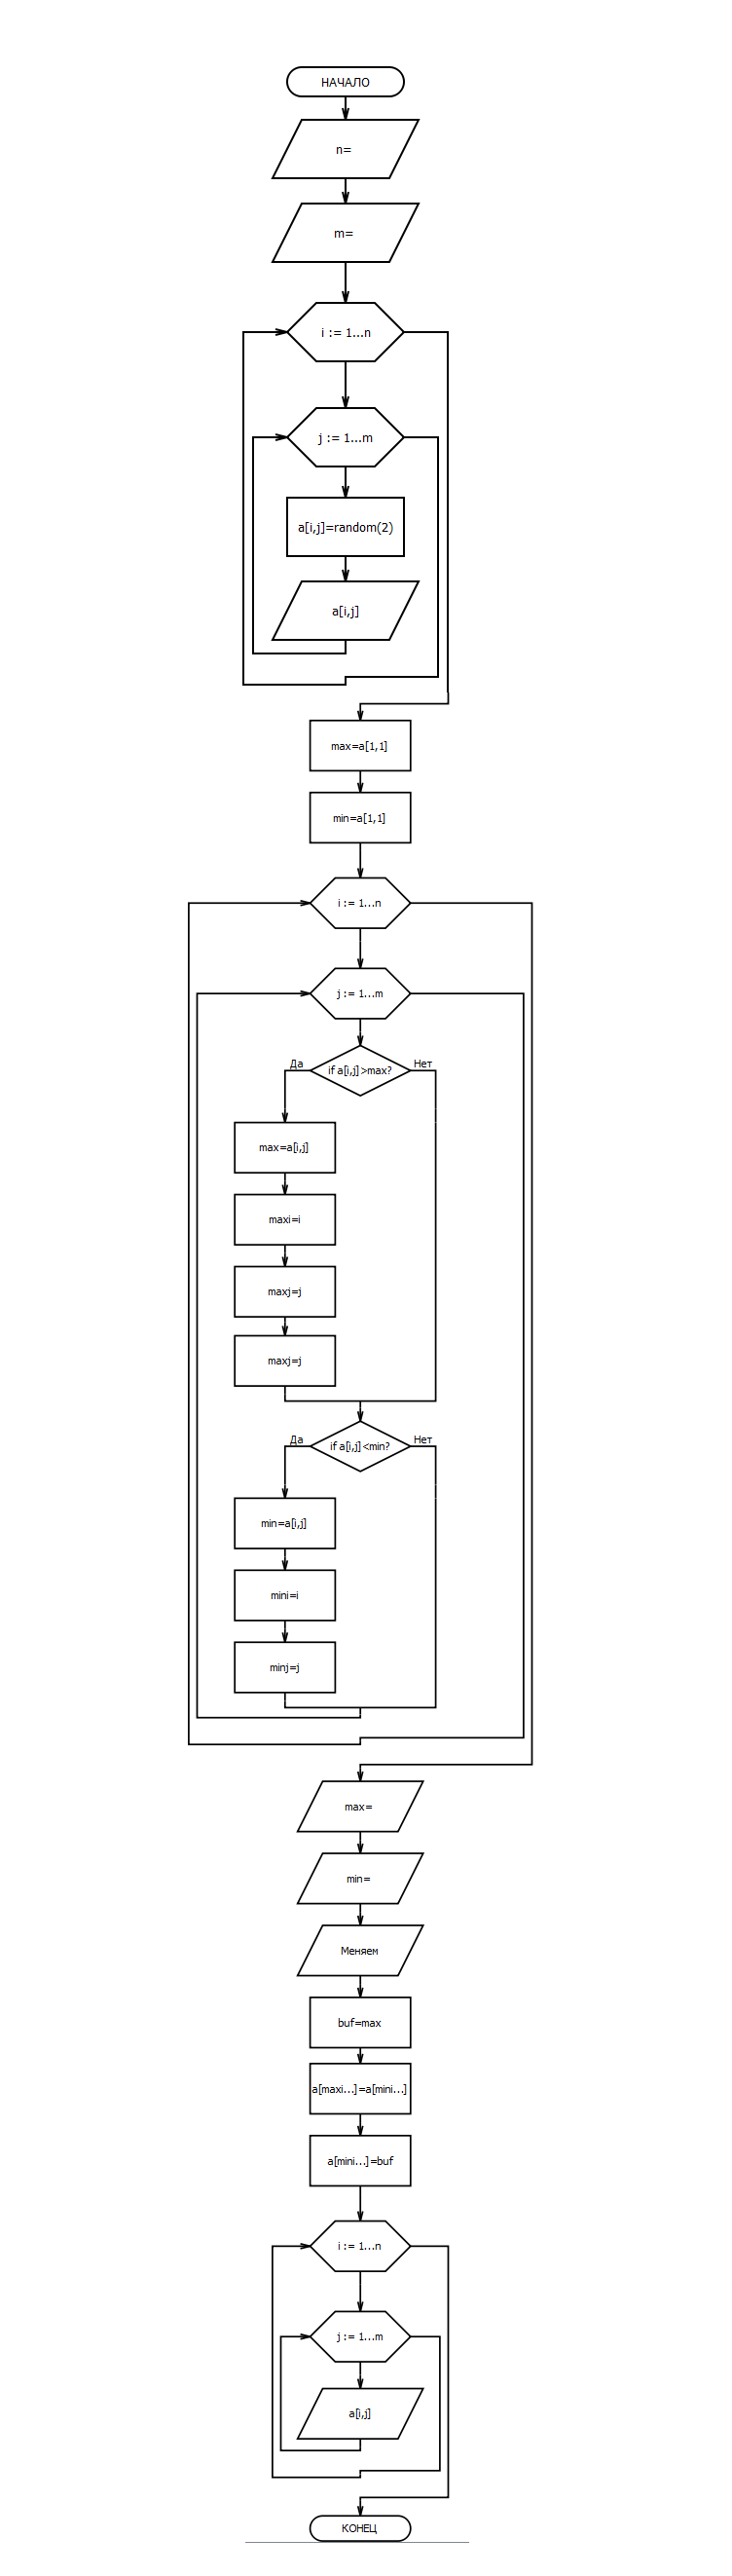 НАЧАЛО
n=
m=
i := 1...n
j := 1...m
a[i,j]=random(2)
a[i,j]
max=a[1,1]
min=a[1,1]
i := 1...n
j := 1...m
Да
if a[i,j]>max?
Нет
max=a[i,j]
maxi=i
maxj=j
maxj=j
Да
if a[i,j]<min?
Нет
min=a[i,j]
mini=i
minj=j
max=
min=
Меняем
buf=max
a[maxi...]=a[mini...]
a[mini...]=buf
i := 1...n
j := 1...m
a[i,j]
КОНЕЦ